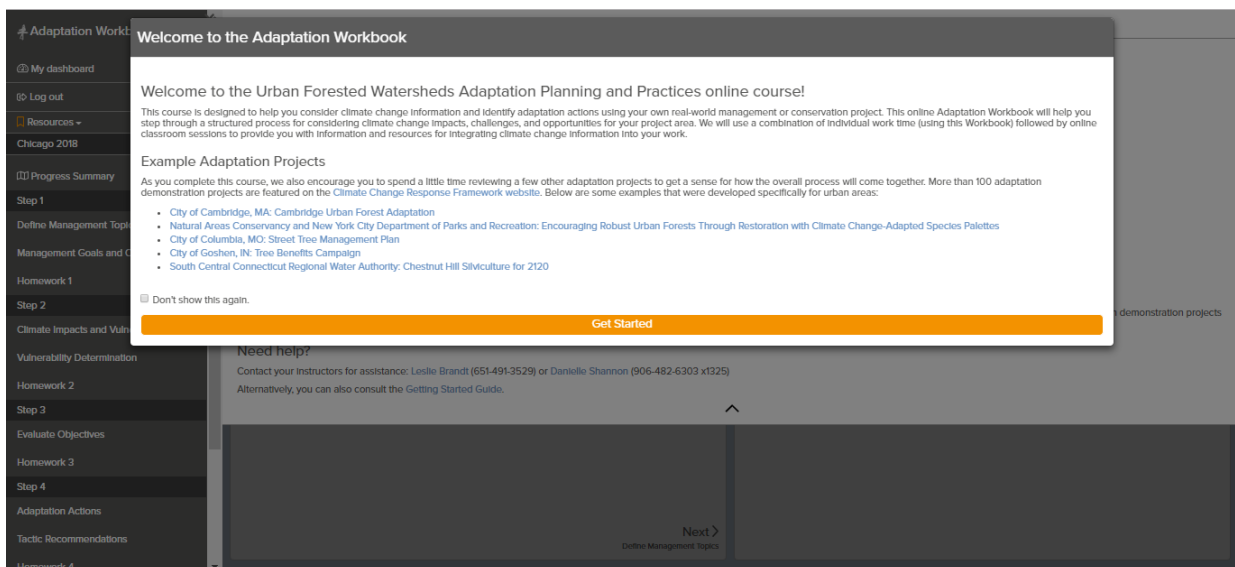 Adaptation Workb
My dashboard
Log out
Resources
Chicago 2018
Progress Summary
Step 1
Define Management Topi
Management Goals and O
Homework 1
Step 2
Climate Impacts and Vuln
Vulnerability Determination
Homework 2
Step 3
Evaluate Objectives
Homework 3
Step 4
Adaptation Actions
Tactic Recommendations
Homework 4
Welcome to the Adaptation Workbook
Welcome to the Urban Forested Watersheds Adaptation Planning and Practices online course!
This course is designed to help you consider climate change information and identify adaptation actions using your own real-world management or conservation project. This online Adaptation Workbook will help you
step through a structured process for considering climate change impacts, challenges, and opportunities for your project area. We will use a combination of individual work time (using this Workbook) followed by online
classroom sessions to provide you with information and resources for integrating climate change information into your work.
Example Adaptation Projects
As you complete this course, we also encourage you to spend a little time reviewing a few other adaptation projects to get a sense for how the overall process will come together. More than 100 adaptation
demonstration projects are featured on the Climate Change Response Framework website. Below are some examples that were developed specifically for urban areas:
• City of Cambridge, MA: Cambridge Urban Forest Adaptation
• Natural Areas Conservancy and New York City Department of Parks and Recreation: Encouraging Robust Urban Forests Through Restoration with Climate Change-Adapted Species Palettes
• City of Columbia, MO: Street Tree Management Plan
• City of Goshen, IN: Tree Benefits Campaign
• South Central Connecticut Regional Water Authority: Chestnut Hill Silviculture for 2120
Don't show this again.
Get Started
n demonstration projects
Need help?
Contact your instructors for assistance: Leslie Brandt (651-491-3529) or Danielle Shannon (906-482-6303 x1325)
Alternatively, you can also consult the Getting Started Guide.
Next
Define Management Topics